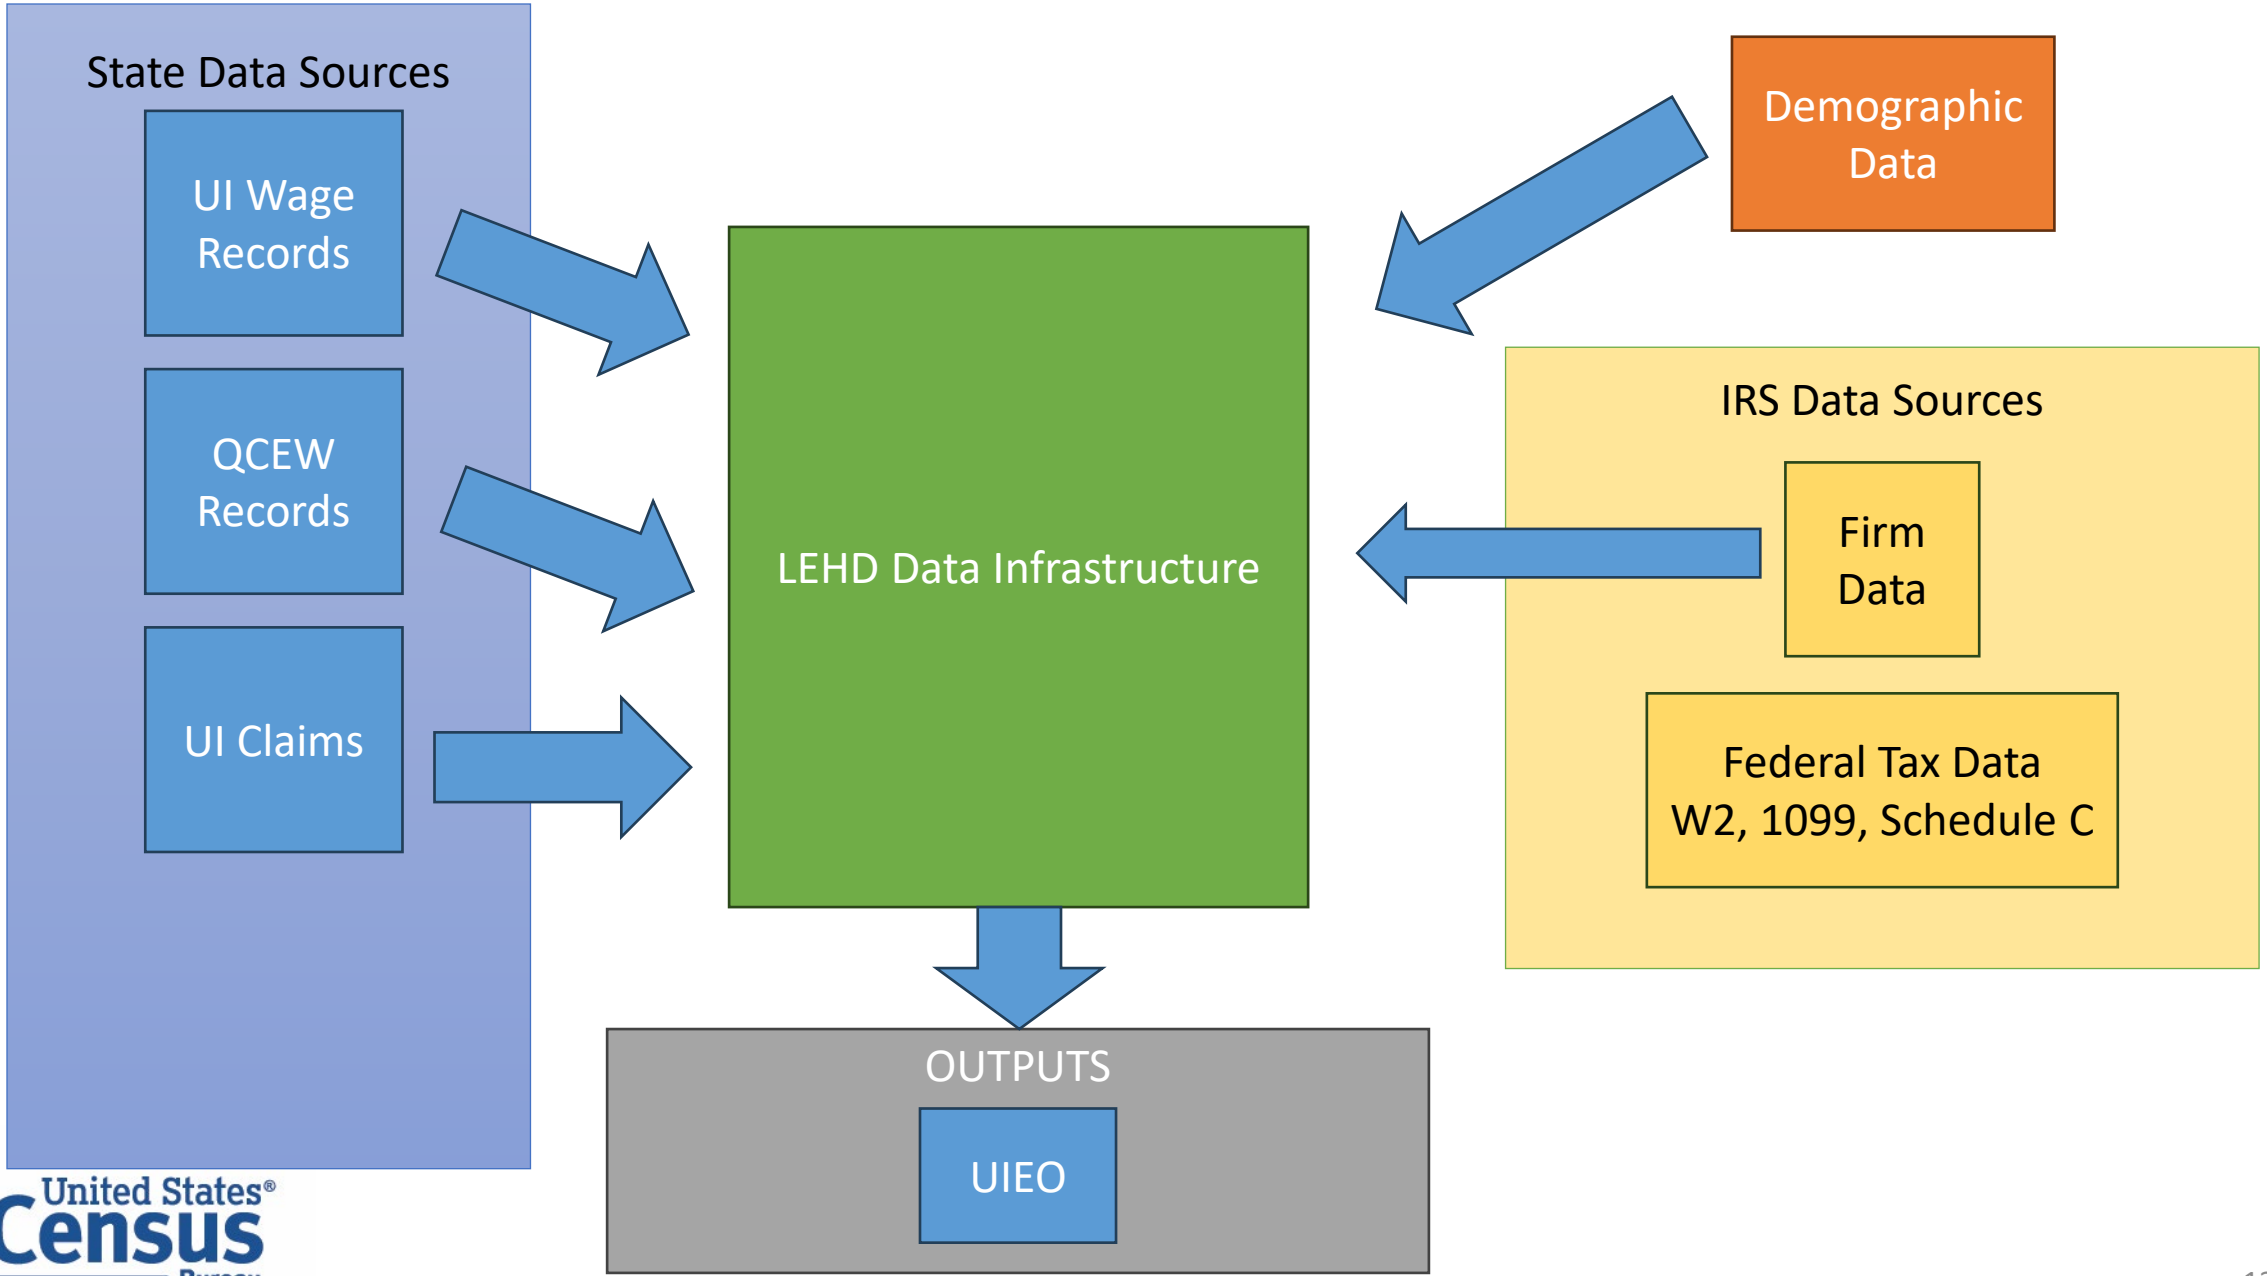 State Data Sources
UI Wage
Records
QCEW
Records
UI Claims
LEHD Data Infrastructure
Demographic
Data
IRS Data Sources
Firm
Data
Federal Tax Data
W2, 1099, Schedule C
OUTPUTS
UIEO
United States®
Census